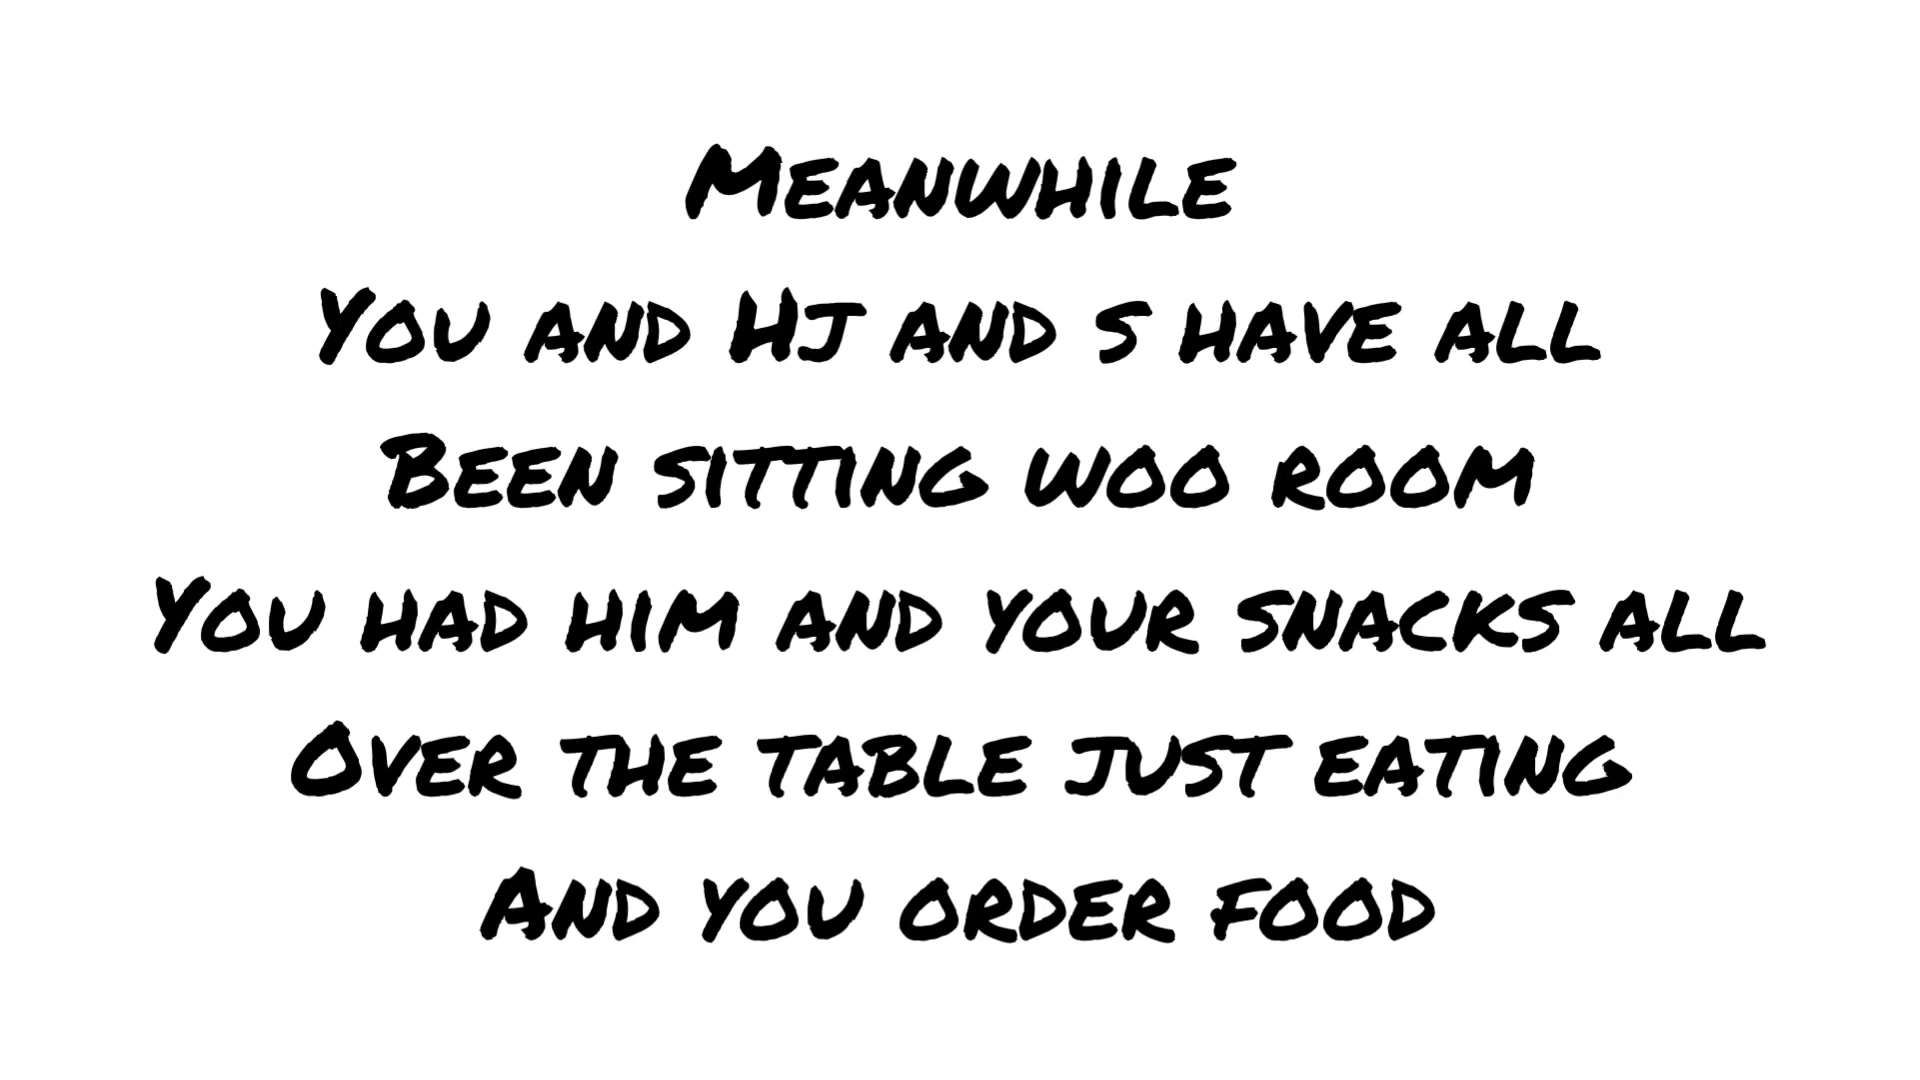 Meanwhile
You and Hj and s have all
Been sitting woo room
You had him and your snacks all
Over the table just eating
And you order food